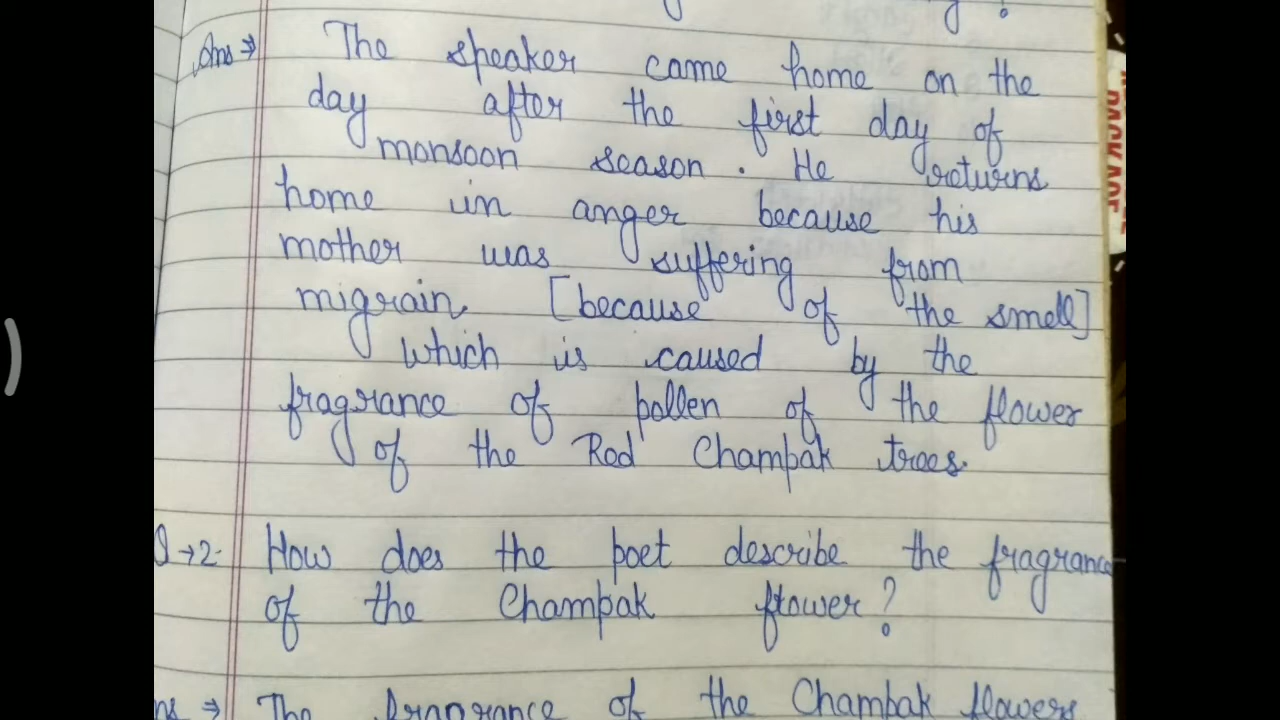 Ans ⇒ The speaker came home on the
day after the first day of
monsoon season. He returns
home in anger because his
mother was suffering from
migrain. [because of the smell]
which is caused by the
fragrance of pollen of the flower
of the Red Champak trees.
Q→2. How does the poet describe the fragrance
of the Champak flower?
The fragrance of the Champak flowers